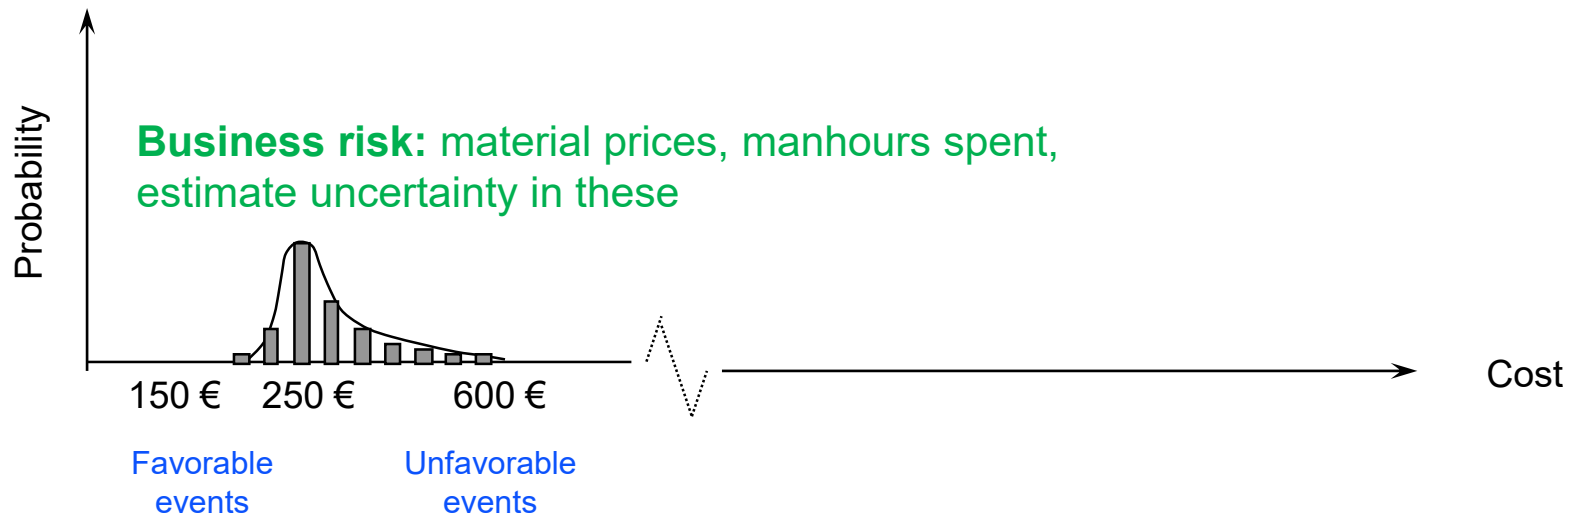 Probability
Business risk: material prices, manhours spent,
estimate uncertainty in these
150 € 250 € 600 €
Cost
Favorable
events
Unfavorable
events